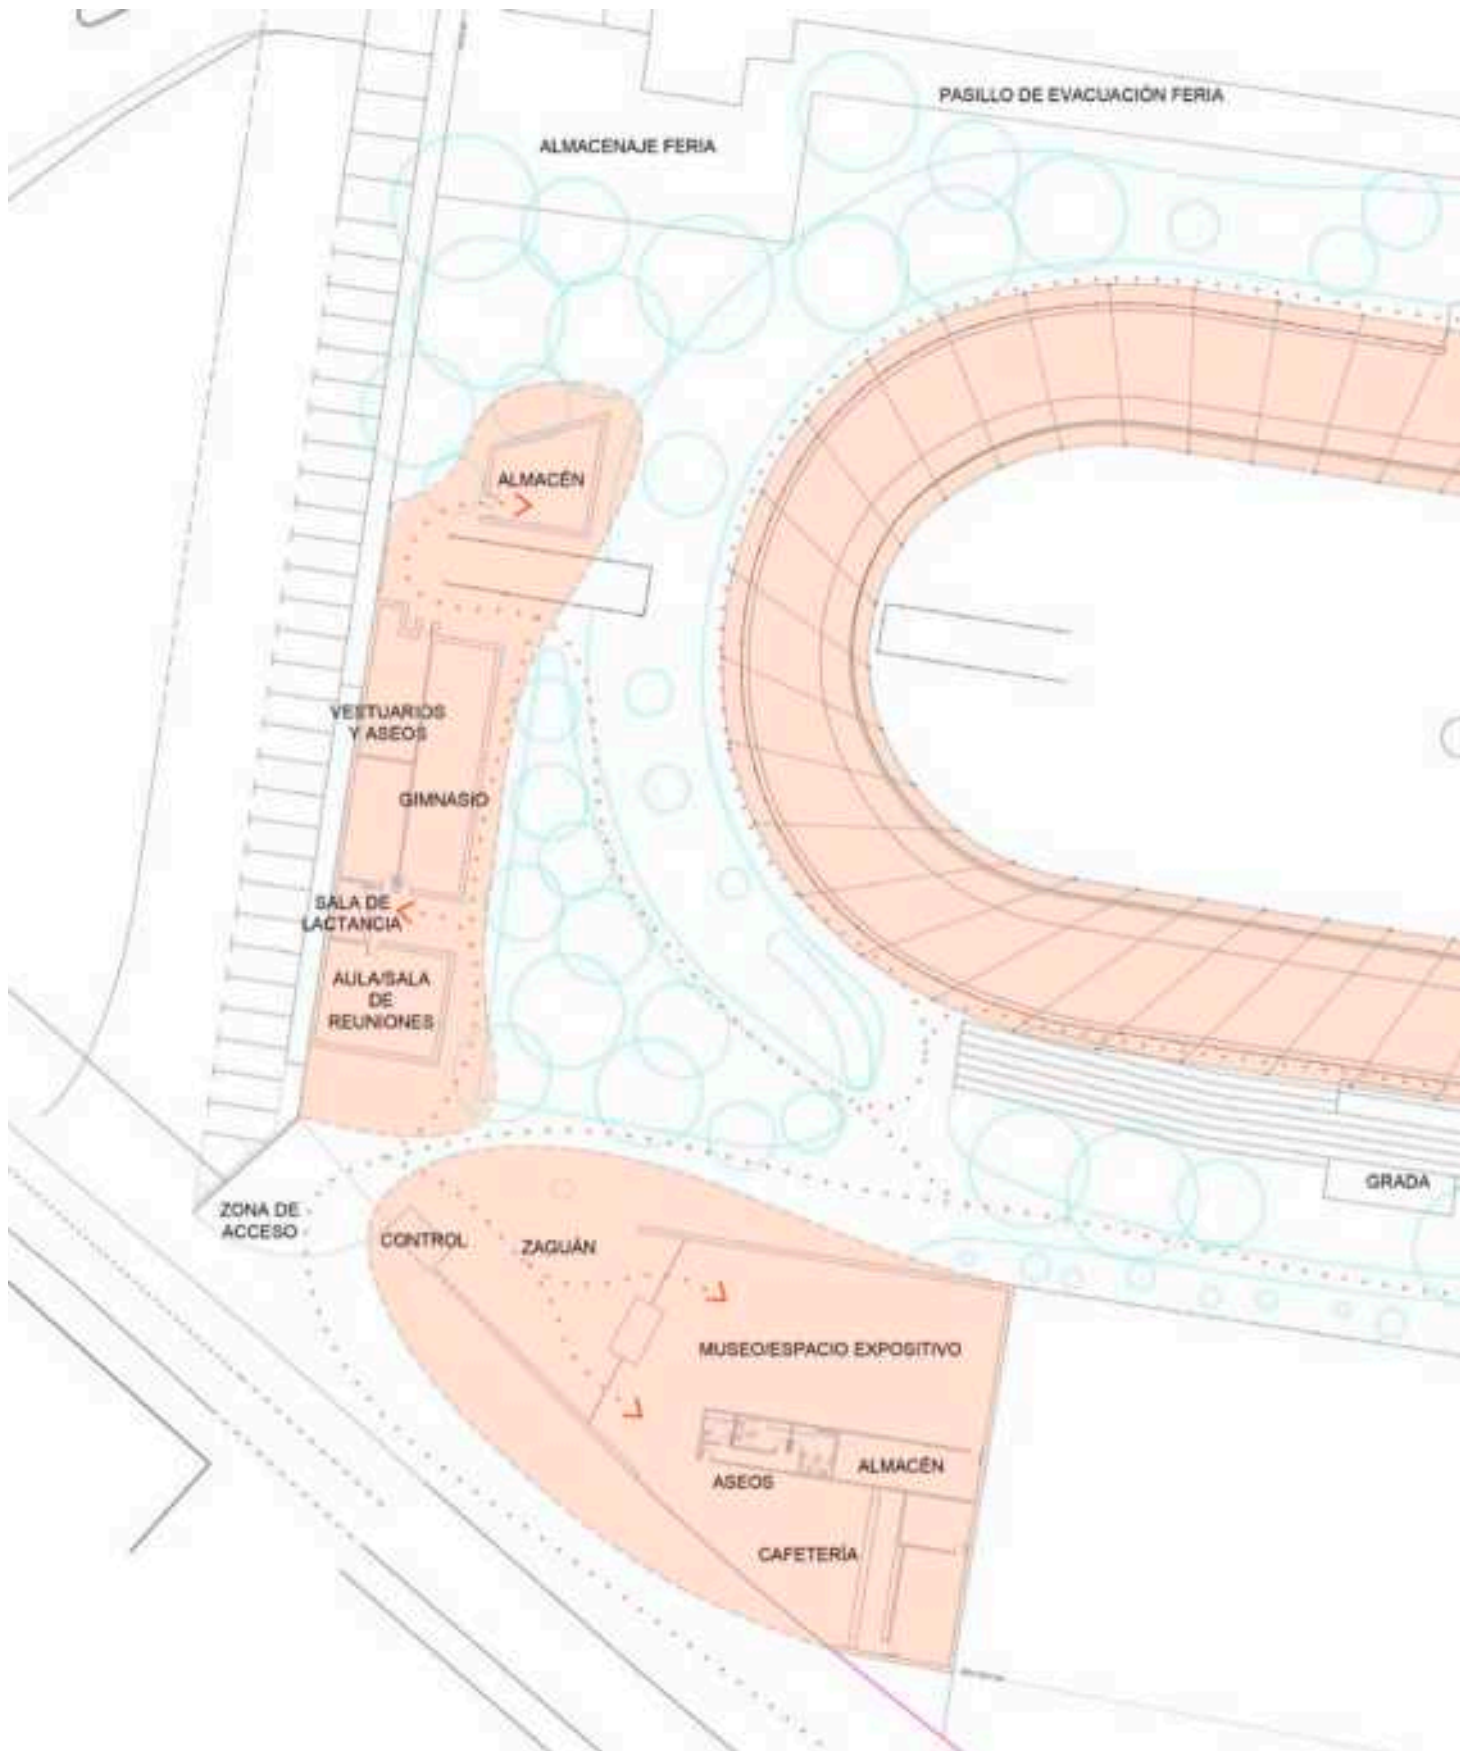 PASILLO DE EVACUACIÓN FERIA
ALMACENAJE FERIA
ALMACÉN
VESTUARIOS
Y ASEOS
GIMNASIO
SALA DE
LACTANCIA
AULA/SALA
DE
REUNIONES
GRADA
ZONA DE
ACCESO
CONTROL
ZAGUÁN
MUSEO/ESPACIO EXPOSITIVO
ALMACÉN
ASEOS
CAFETERÍA